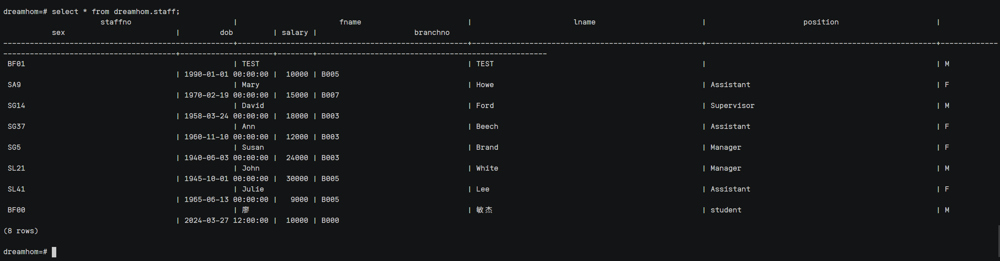 dreamhom=# select * from dreamhom.staff;
staffno | fname | lname | position |
sex | dob | salary | branchno
----------------------------------------------------+----------------------------------------------------+----------------------------------------------------+----------------------------------------------------+-------------
---------------------------------------+---------------------+--------+----------------------------------------------------
BF01 | TEST | TEST | | M
| 1990-01-01 00:00:00 | 10000 | B005
SA9 | Mary | Howe | Assistant | F
| 1970-02-19 00:00:00 | 15000 | B007
SG14 | David | Ford | Supervisor | M
| 1958-03-24 00:00:00 | 18000 | B003
SG37 | Ann | Beech | Assistant | F
| 1960-11-10 00:00:00 | 12000 | B003
SG5 | Susan | Brand | Manager | F
| 1940-06-03 00:00:00 | 24000 | B003
SL21 | John | White | Manager | M
| 1945-10-01 00:00:00 | 30000 | B005
SL41 | Julie | Lee | Assistant | F
| 1965-06-13 00:00:00 | 9000 | B005
BF00 | 廖 | 敏杰 | student | M
| 2024-03-27 12:00:00 | 10000 | B000
(8 rows)
dreamhom=#